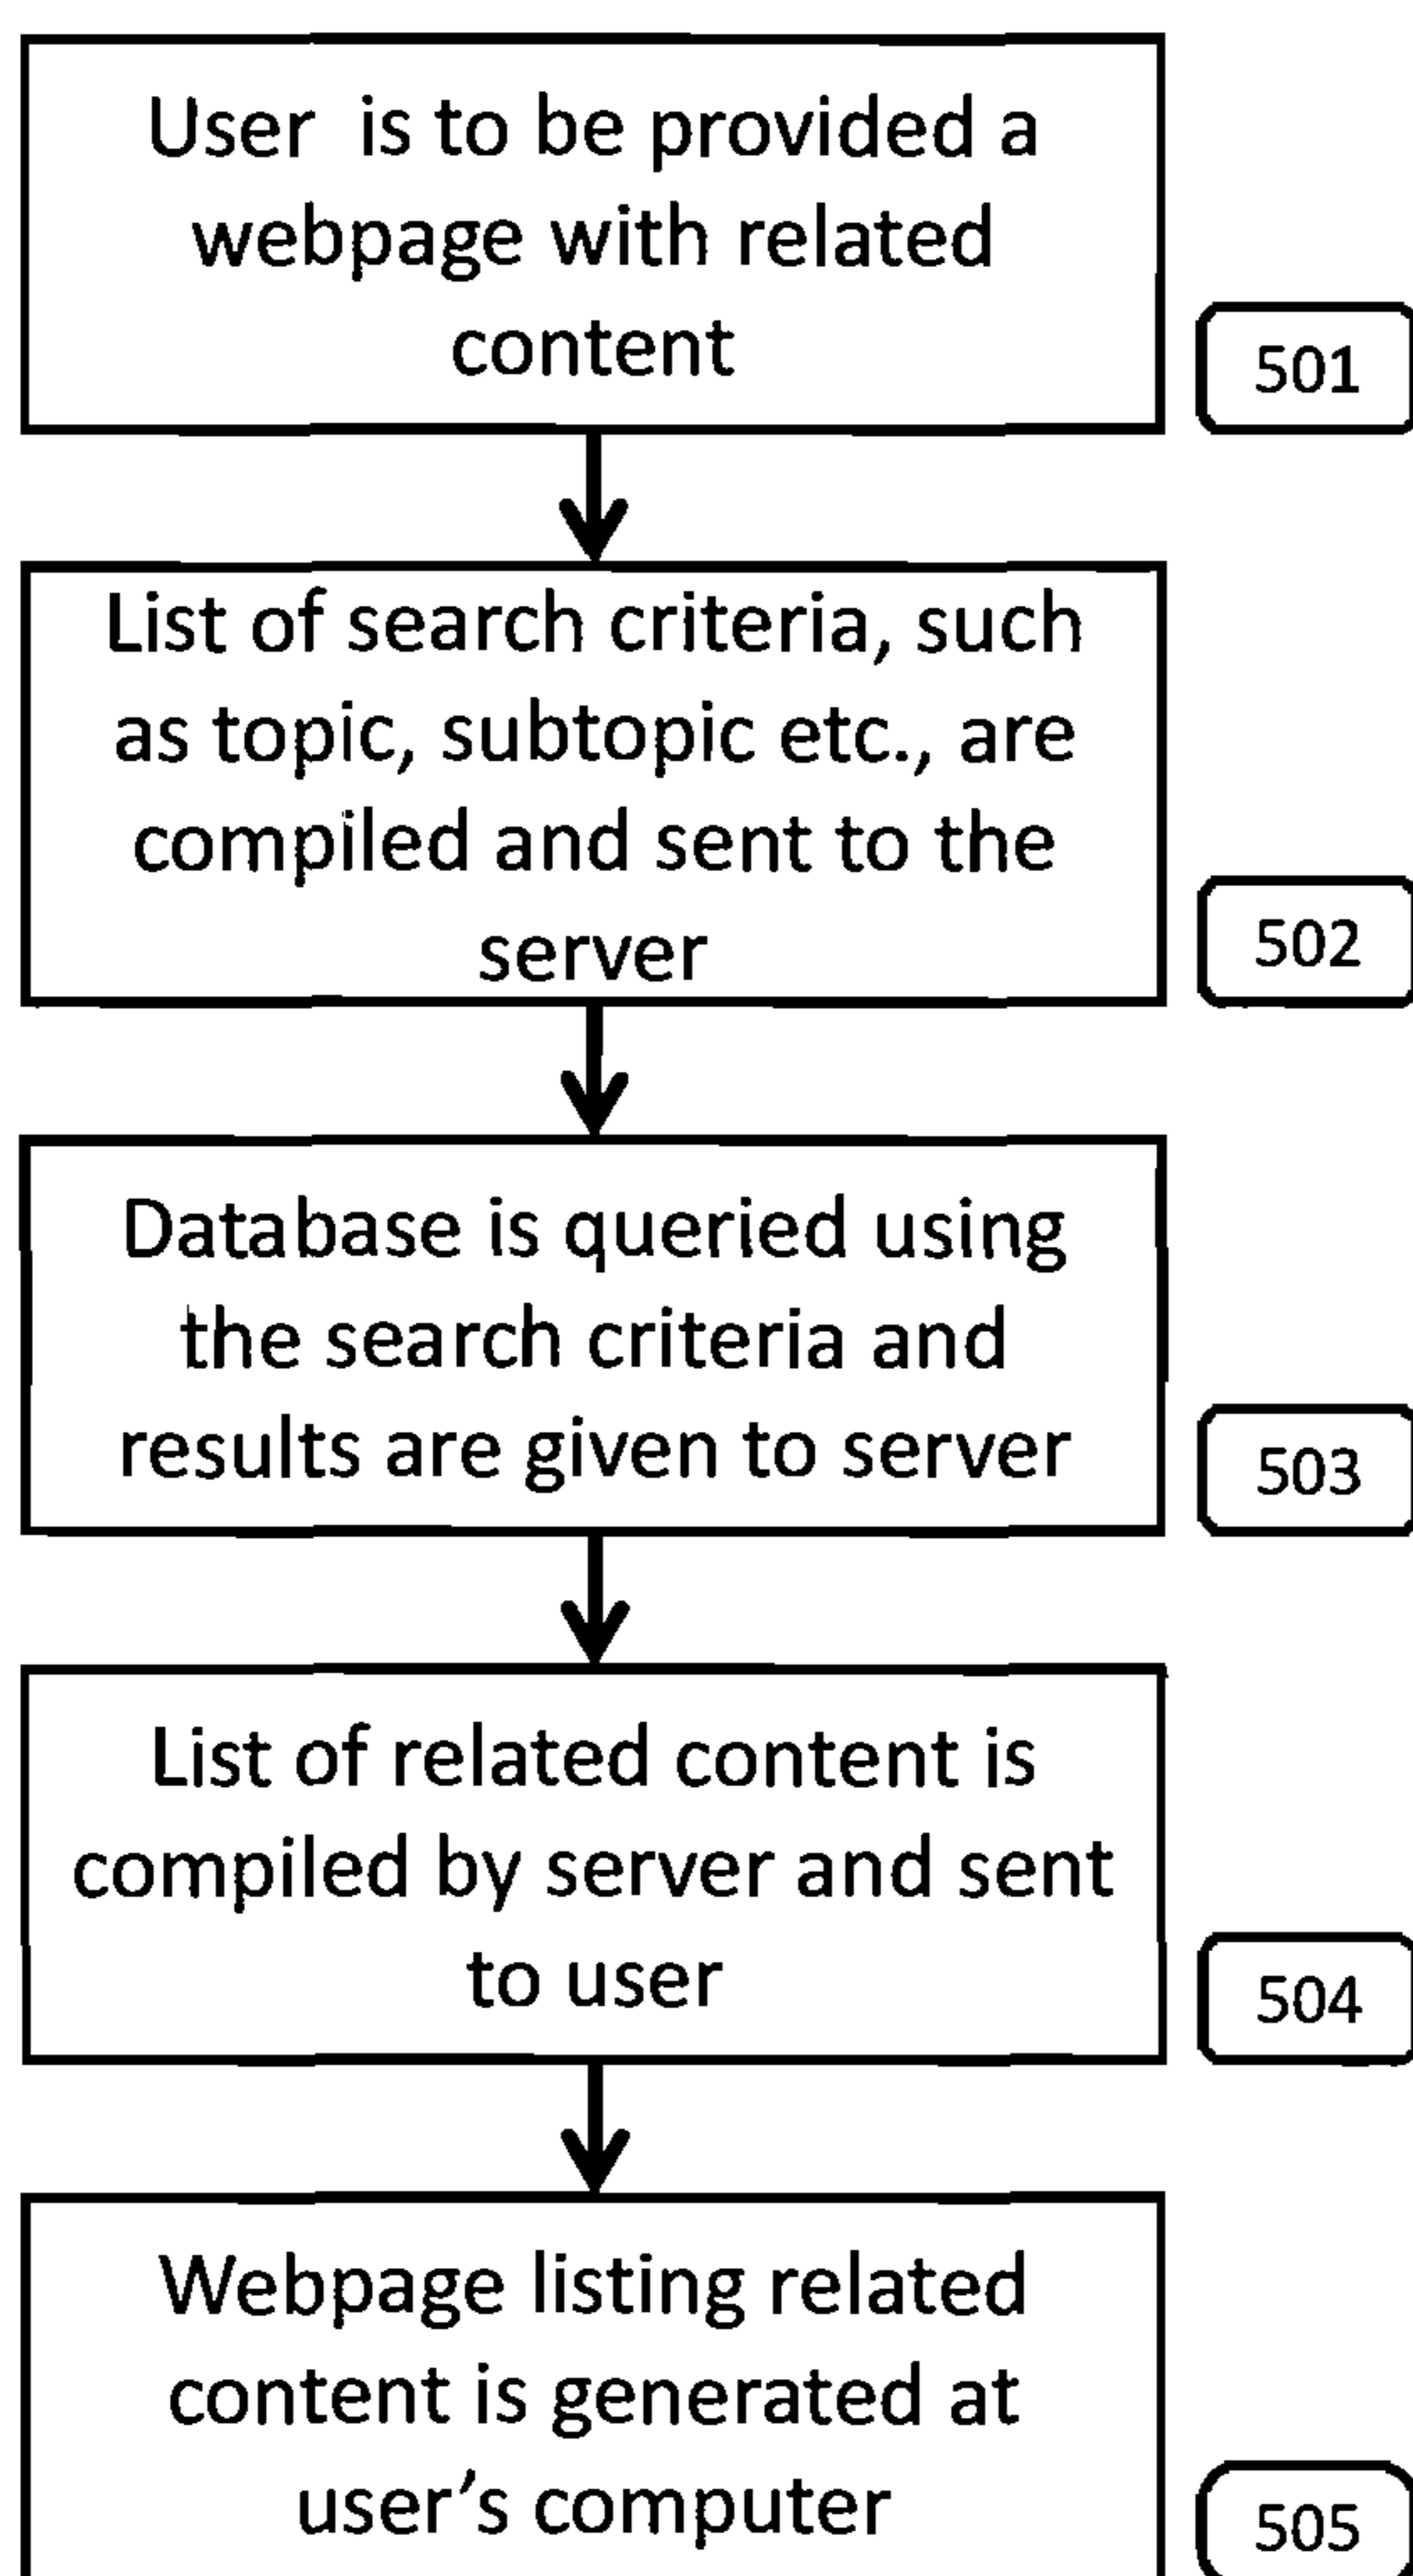 User is to be provided a
webpage with related
content
501
List of search criteria, such
as topic, subtopic etc., are
compiled and sent to the
server
502
Database is queried using
the search criteria and
results are given to server
503
List of related content is
compiled by server and sent
to user
504
Webpage listing related
content is generated at
user’s computer
505